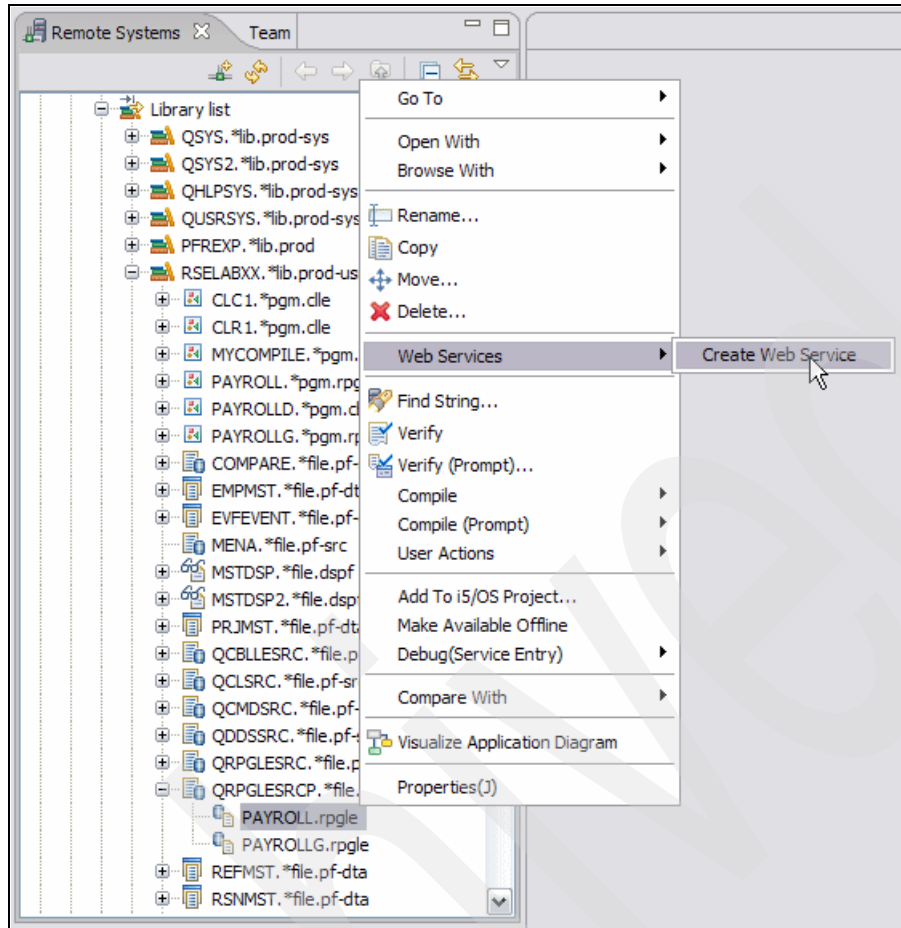 Remote Systems Team
Library list
QSYS.*lib.prod-sys
QSYS2.*lib.prod-sys
QHLPSYS.*lib.prod-sys
QUSRSYS.*lib.prod-sys
PFREXP.*lib.prod
RSELABXX.*lib.prod-us
CLC1.*pgm.clle
CLR1.*pgm.clle
MYCOMPILE.*pgm.
PAYROLL.*pgm.rpg
PAYROLLD.*pgm.cl
PAYROLLG.*pgm.rp
COMPARE.*file.pf-
EMPMST.*file.pf-dt
EVFEVENT.*file.pf-
MENA.*file.pf-src
MSTDSP.*file.dspf
MSTDSP2.*file.dspf
PRJMST.*file.pf-dta
QCBLLESRC.*file.p
QCLSRC.*file.pf-sr
QCMDSRC.*file.pf-
QDDSSRC.*file.pf-s
QRPGLESRC.*file.p
QRPGLESRCP.*file.
PAYROLL.rpgle
PAYROLLG.rpgle
REFMST.*file.pf-dta
RSNMST.*file.pf-dta
Go To
Open With
Browse With
Rename...
Copy
Move...
Delete...
Web Services
Create Web Service
Find String...
Verify
Verify (Prompt)...
Compile
Compile (Prompt)
User Actions
Add To i5/OS Project...
Make Available Offline
Debug(Service Entry)
Compare With
Visualize Application Diagram
Properties(J)